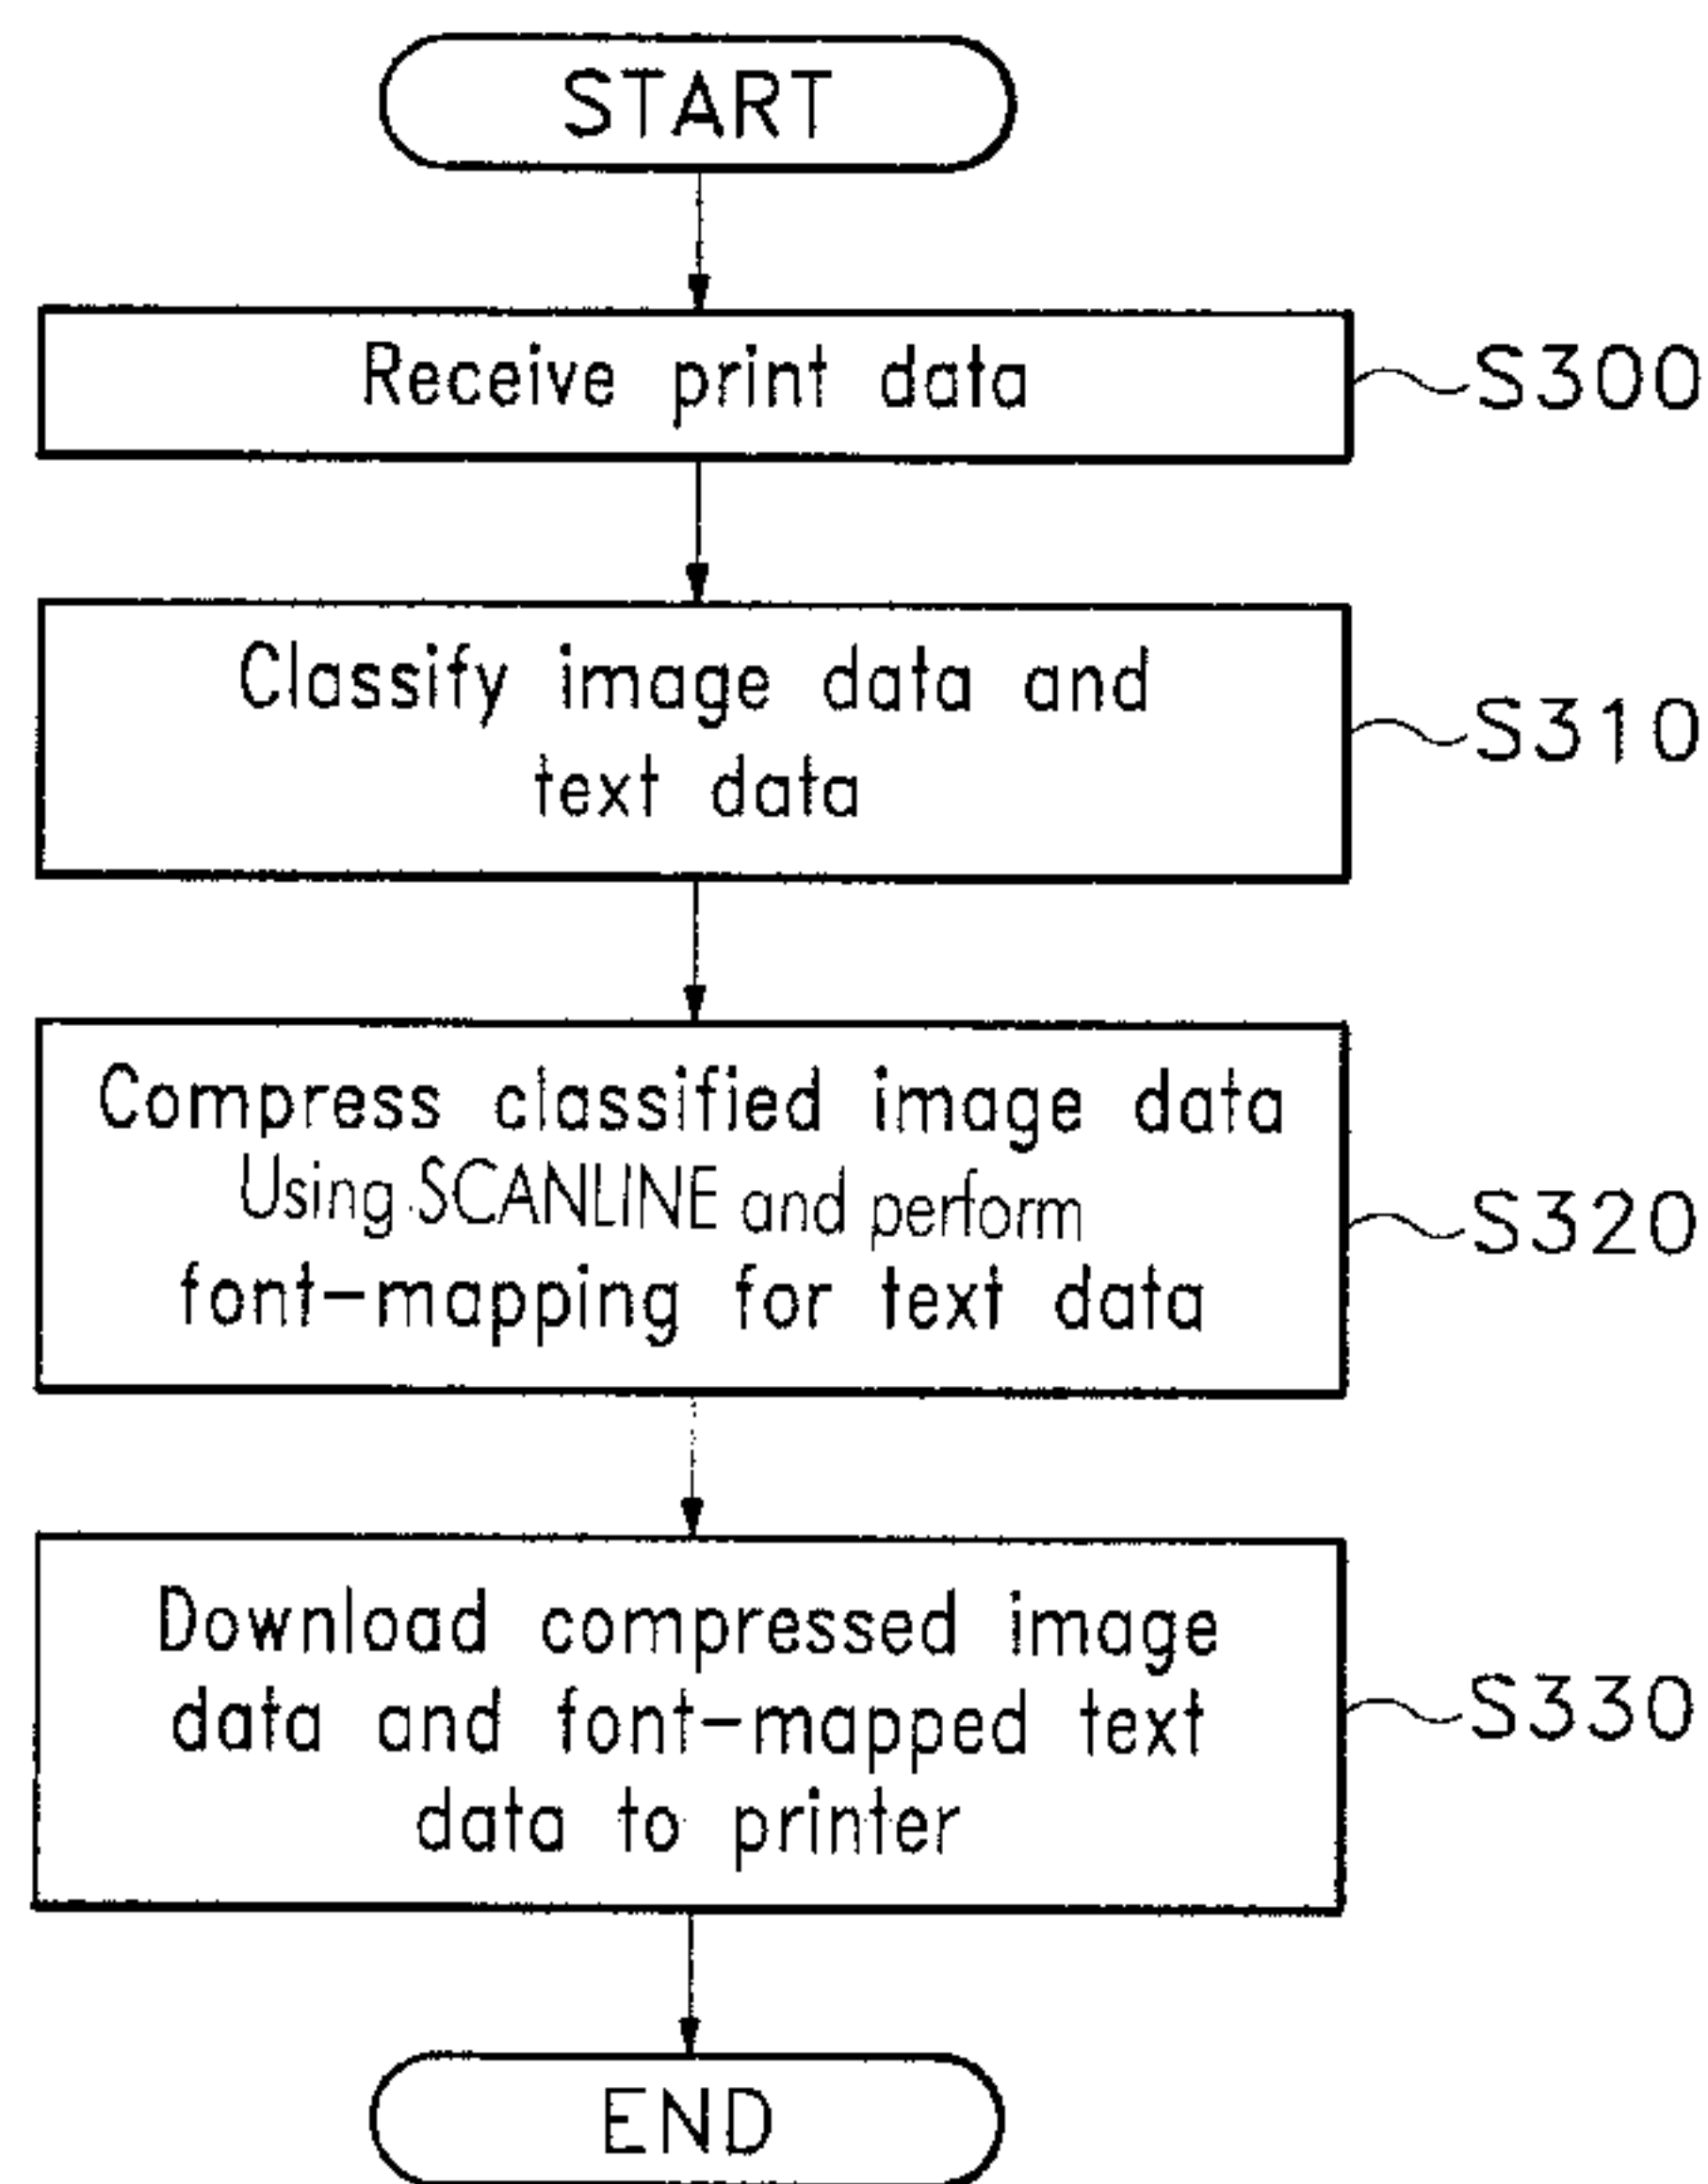 START
Receive print data
S300
Classify image data and
text data
S310
Compress classified image data
Using SCANLINE and perform
font-mapping for text data
S320
Download compressed image
data and font-mapped text
data to printer
S330
END